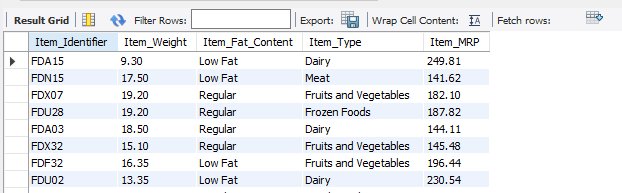 Result Grid Filter Rows: Export: Wrap Cell Content: Fetch rows:
Item_Identifier Item_Weight Item_Fat_Content Item_Type Item_MRP
FDA15 9.30 Low Fat Dairy 249.81
FDN15 17.50 Low Fat Meat 141.62
FDX07 19.20 Regular Fruits and Vegetables 182.10
FDU28 19.20 Regular Frozen Foods 187.82
FDA03 18.50 Regular Dairy 144.11
FDX32 15.10 Regular Fruits and Vegetables 145.48
FDF32 16.35 Low Fat Fruits and Vegetables 196.44
FDU02 13.35 Low Fat Dairy 230.54